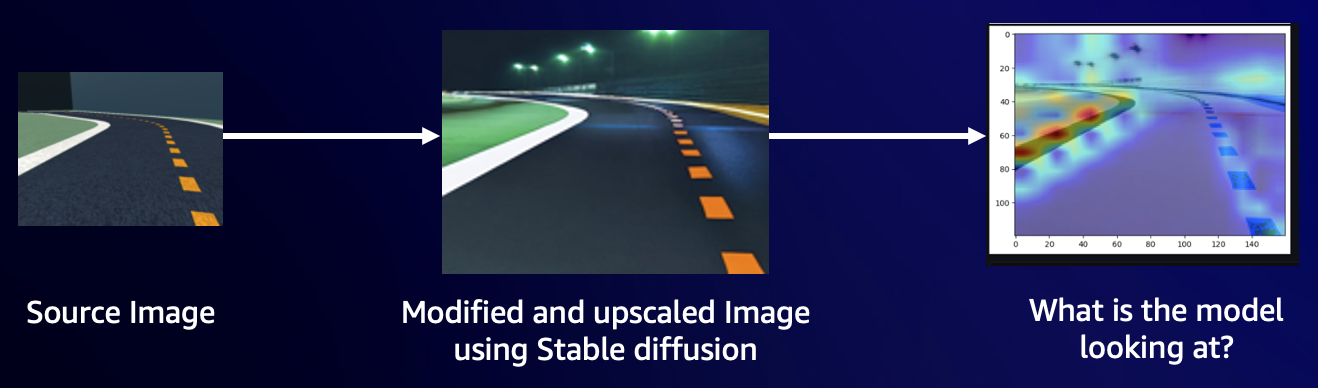 0
20
40
60
80
100
0 20 40 60 80 100 120 140
Source Image
Modified and upscaled Image
using Stable diffusion
What is the model
looking at?